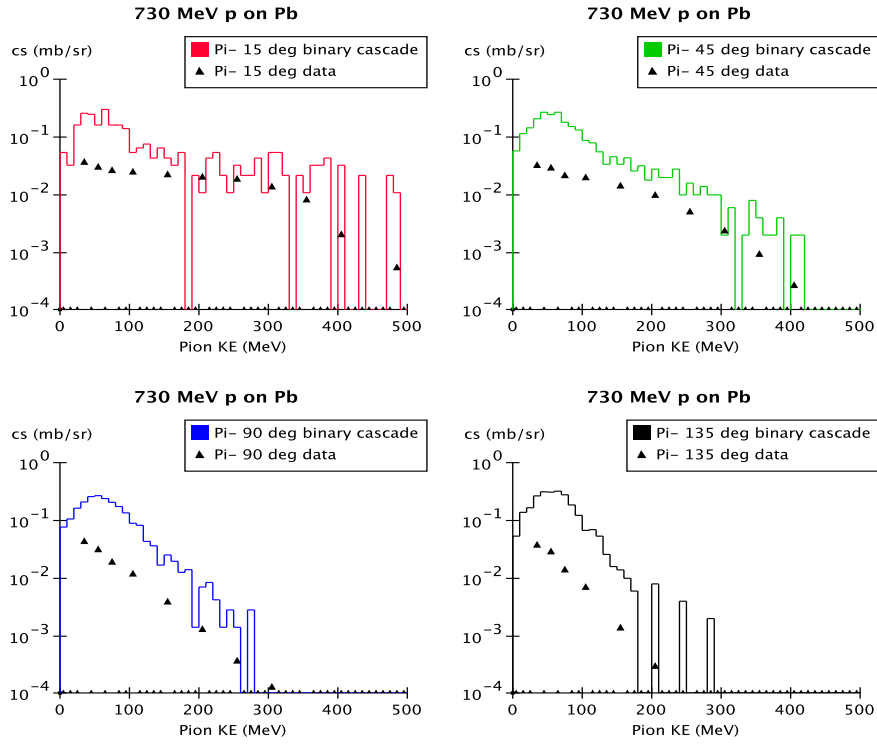 730 MeV p on Pb
cs (mb/sr)
Pi- 15 deg binary cascade
Pi- 15 deg data
10^0
10^-1
10^-2
10^-3
10^-4
0 100 200 300 400 500
Pion KE (MeV)
730 MeV p on Pb
cs (mb/sr)
Pi- 45 deg binary cascade
Pi- 45 deg data
10^0
10^-1
10^-2
10^-3
10^-4
0 100 200 300 400 500
Pion KE (MeV)
730 MeV p on Pb
cs (mb/sr)
Pi- 90 deg binary cascade
Pi- 90 deg data
10^0
10^-1
10^-2
10^-3
10^-4
0 100 200 300 400 500
Pion KE (MeV)
730 MeV p on Pb
cs (mb/sr)
Pi- 135 deg binary cascade
Pi- 135 deg data
10^0
10^-1
10^-2
10^-3
10^-4
0 100 200 300 400 500
Pion KE (MeV)